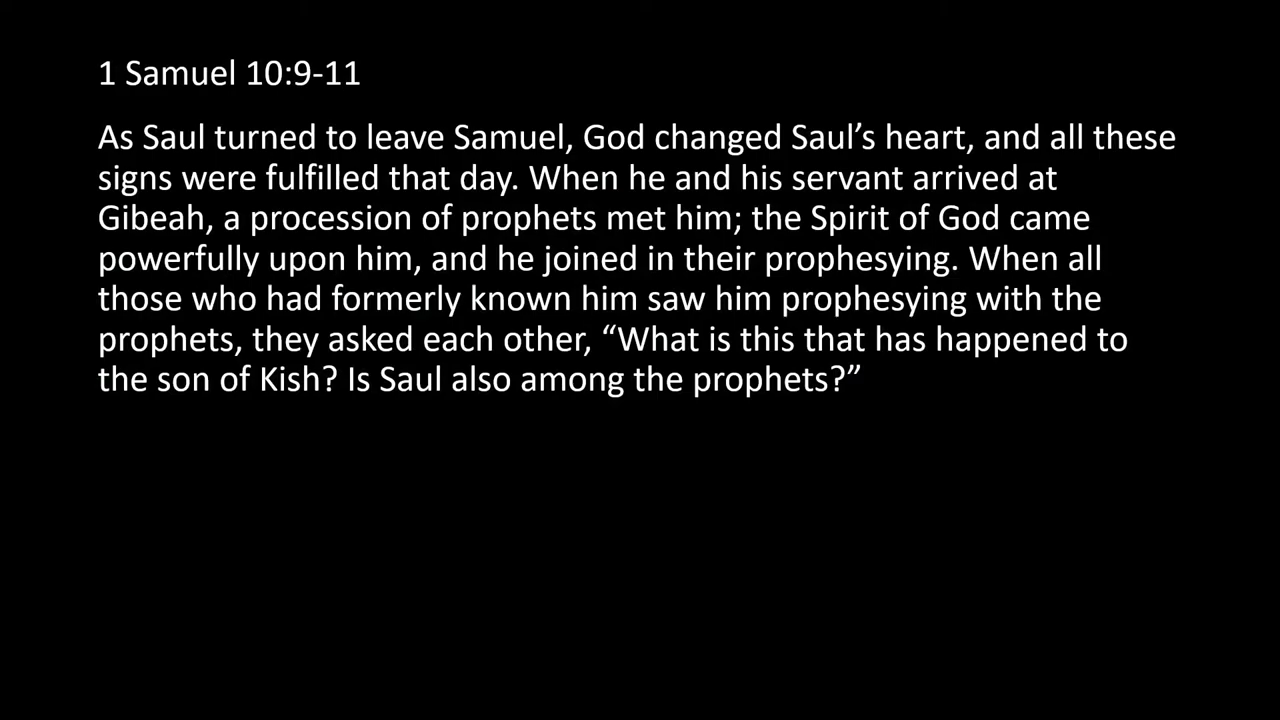 1 Samuel 10:9-11
As Saul turned to leave Samuel, God changed Saul’s heart, and all these
signs were fulfilled that day. When he and his servant arrived at
Gibeah, a procession of prophets met him; the Spirit of God came
powerfully upon him, and he joined in their prophesying. When all
those who had formerly known him saw him prophesying with the
prophets, they asked each other, “What is this that has happened to
the son of Kish? Is Saul also among the prophets?”